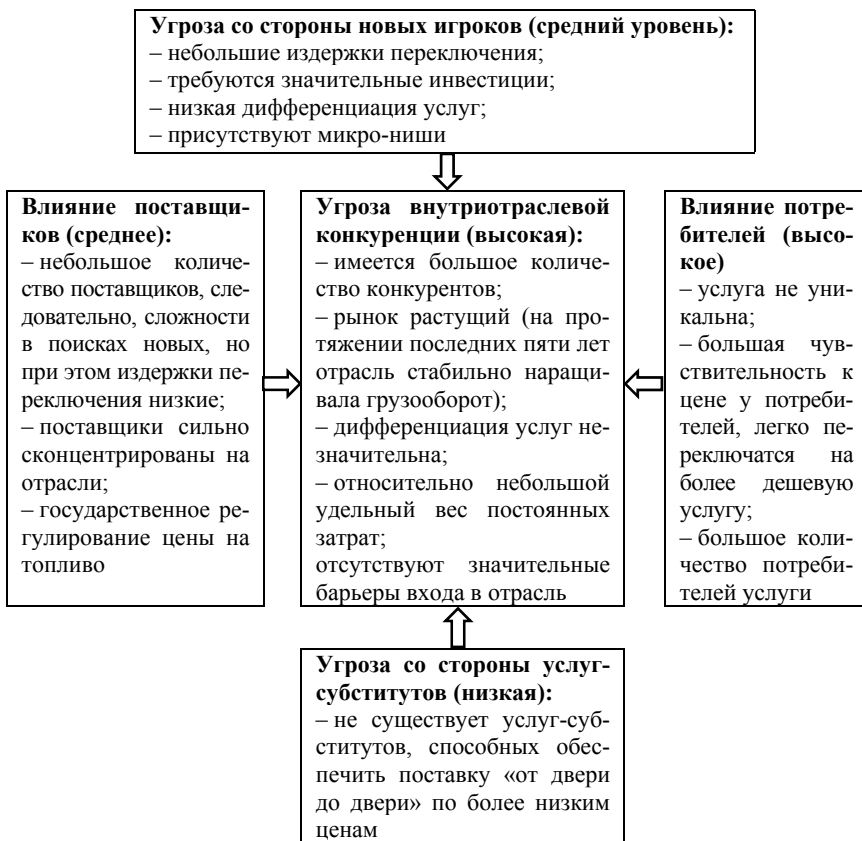 Угроза со стороны новых игроков (средний уровень):
– небольшие издержки переключения;
– требуются значительные инвестиции;
– низкая дифференциация услуг;
– присутствуют микро-ниши
Влияние поставщи-
ков (среднее):
– небольшое количе-
ство поставщиков, сле-
довательно, сложности
в поисках новых, но
при этом издержки пе-
реключения низкие;
– поставщики сильно
сконцентрированы на
отрасли;
– государственное ре-
гулирование цены на
топливо
Угроза внутриотраслевой
конкуренции (высокая):
– имеется большое количе-
ство конкурентов;
– рынок растущий (на про-
тяжении последних пяти лет
отрасль стабильно наращи-
вала грузооборот);
– дифференциация услуг не-
значительна;
– относительно небольшой
удельный вес постоянных
затрат;
отсутствуют значительные
барьеры входа в отрасль
Влияние потре-
бителей (высо-
кое)
– услуга не уни-
кальна;
– большая чув-
ствительность к
цене у потреби-
телей, легко пе-
реключатся на
более дешевую
услугу;
– большое коли-
чество потреби-
телей услуги
Угроза со стороны услуг-
субститутов (низкая):
– не существует услуг-суб-
ститутов, способных обес-
печить поставку «от двери
до двери» по более низким
ценам